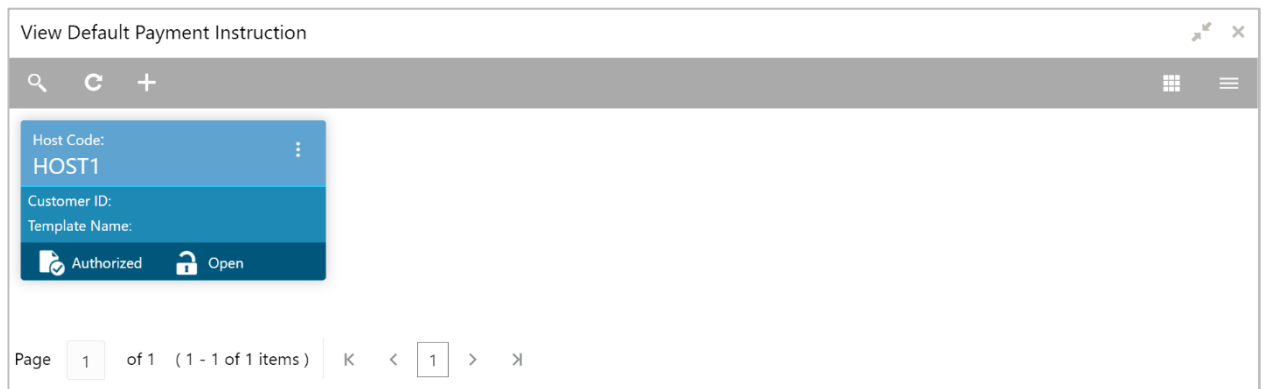 View Default Payment Instruction
Host Code:
HOST1
Customer ID:
Template Name:
Authorized Open
Page 1 of 1 ( 1 - 1 of 1 items ) 1